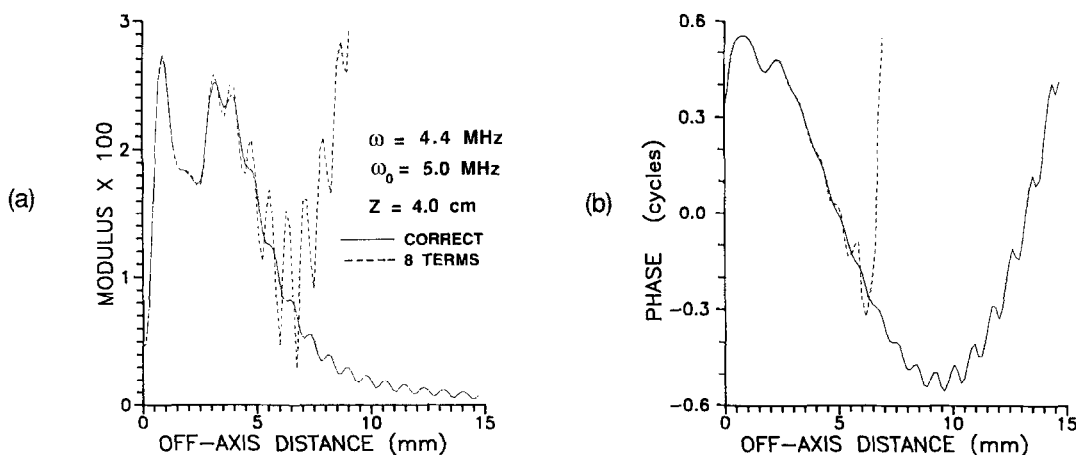 (a)
MODULUS X 100
3
2
1
0
0
5
10
15
OFF-AXIS DISTANCE (mm)
ω = 4.4 MHz
ω₀ = 5.0 MHz
Z = 4.0 cm
CORRECT
8 TERMS
(b)
PHASE (cycles)
0.6
0.3
0.0
-0.3
-0.6
0
5
10
15
OFF-AXIS DISTANCE (mm)